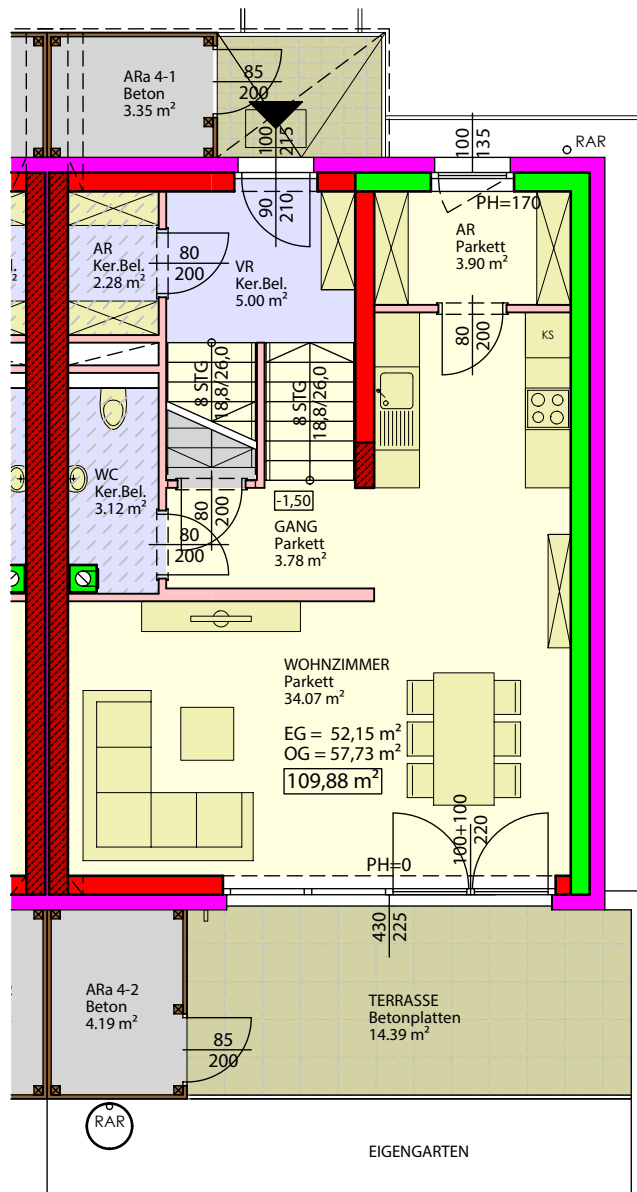 ARa 4-1
Beton
3.35 m²
85
200
100
215
100
135
RAR
PH=170
AR
Ker.Bel.
2.28 m²
80
200
90
210
VR
Ker.Bel.
5.00 m²
AR
Parkett
3.90 m²
80
200
KS
8 STG
18,8/26,0
8 STG
18,8/26,0
WC
Ker.Bel.
3.12 m²
80
200
80
200
-1,50
GANG
Parkett
3.78 m²
WOHNZIMMER
Parkett
34.07 m²
EG = 52,15 m²
OG = 57,73 m²
109,88 m²
100+100
220
PH=0
430
225
ARa 4-2
Beton
4.19 m²
85
200
TERRASSE
Betonplatten
14.39 m²
RAR
EIGENGARTEN